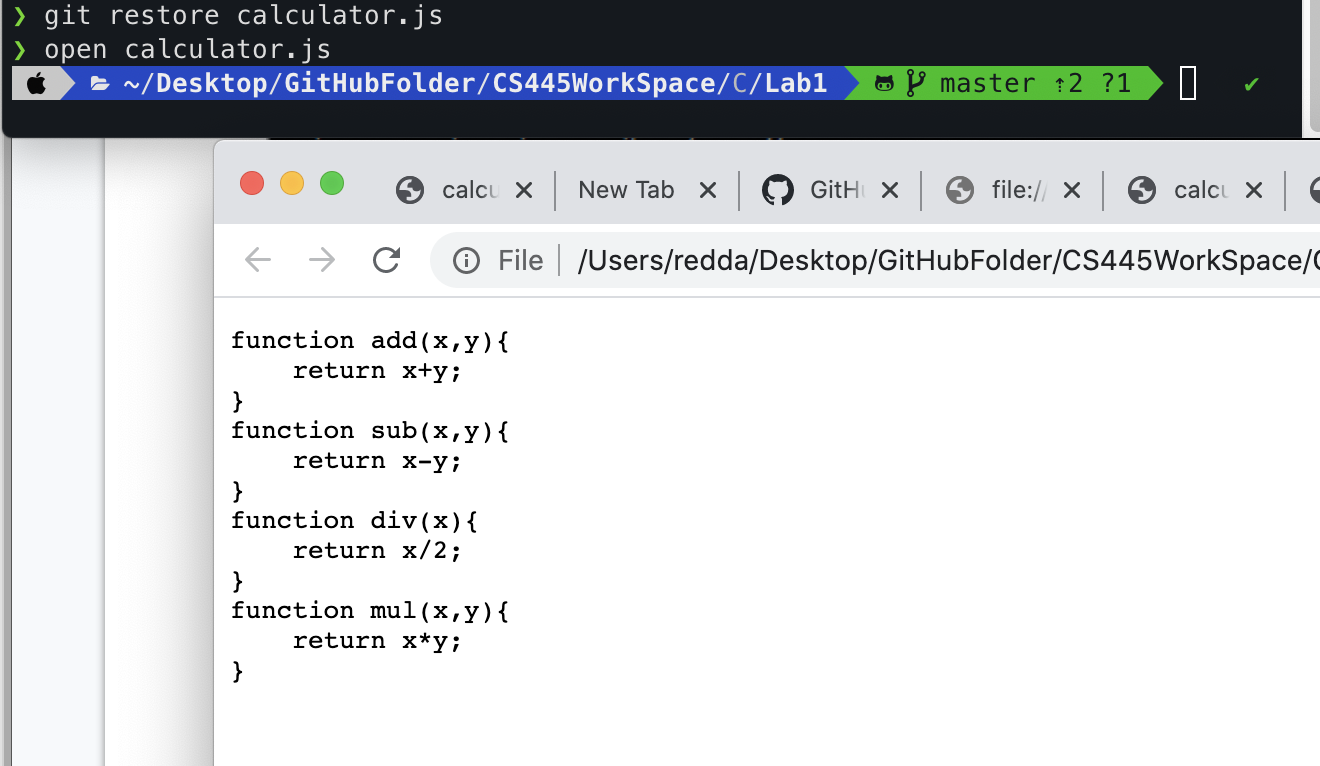 ❯ git restore calculator.js
❯ open calculator.js
~/Desktop/GitHubFolder/CS445WorkSpace/C/Lab1 master ⇡2 ?1 ✔
calcu New Tab GitHu file:// calcu
File /Users/redda/Desktop/GitHubFolder/CS445WorkSpace/
function add(x,y){
    return x+y;
}
function sub(x,y){
    return x-y;
}
function div(x){
    return x/2;
}
function mul(x,y){
    return x*y;
}